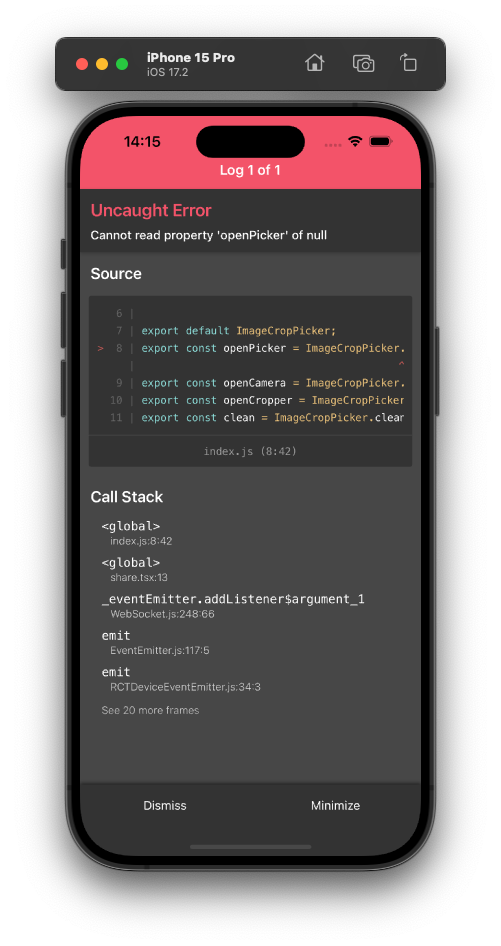 iPhone 15 Pro
iOS 17.2
14:15
Log 1 of 1
Uncaught Error
Cannot read property 'openPicker' of null
Source
6 |
7 | export default ImageCropPicker;
> 8 | export const openPicker = ImageCropPicker.
| ^
9 | export const openCamera = ImageCropPicker.
10 | export const openCropper = ImageCropPicker
11 | export const clean = ImageCropPicker.clean
index.js (8:42)
Call Stack
<global>
index.js:8:42
<global>
share.tsx:13
_eventEmitter.addListener$argument_1
WebSocket.js:248:66
emit
EventEmitter.js:117:5
emit
RCTDeviceEventEmitter.js:34:3
See 20 more frames
Dismiss
Minimize